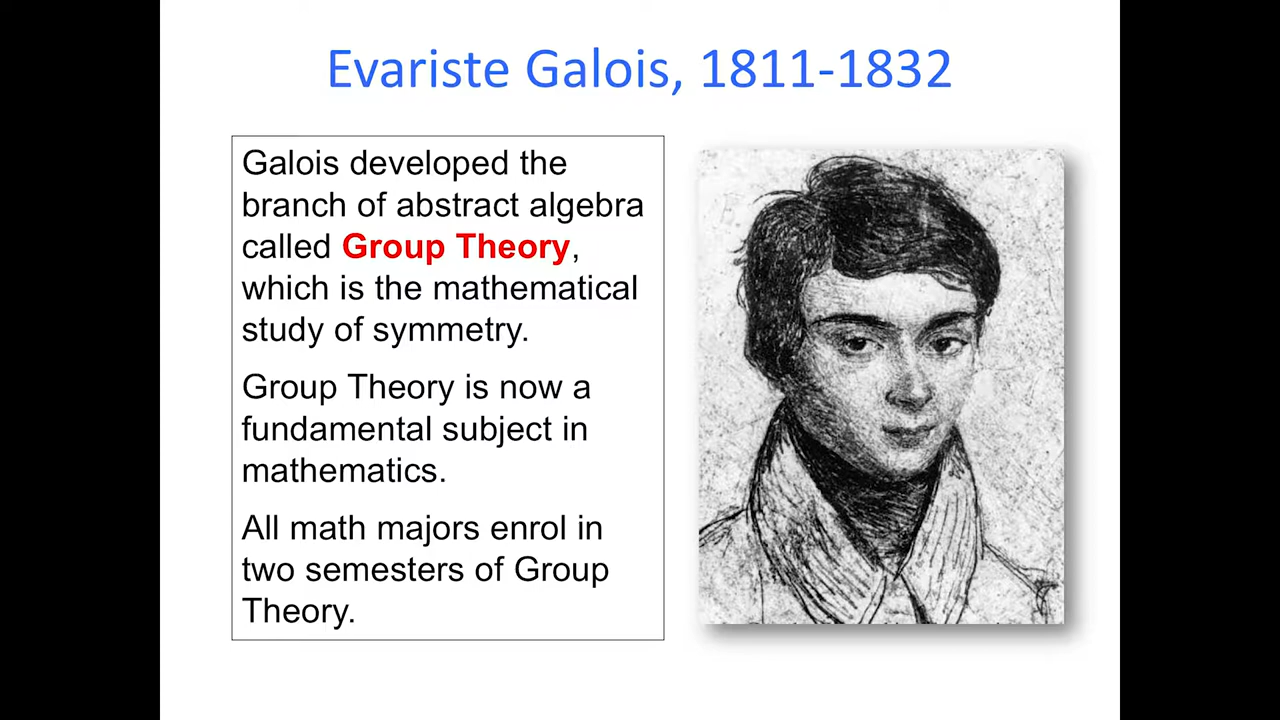 Evariste Galois, 1811-1832
Galois developed the
branch of abstract algebra
called Group Theory,
which is the mathematical
study of symmetry.
Group Theory is now a
fundamental subject in
mathematics.
All math majors enrol in
two semesters of Group
Theory.